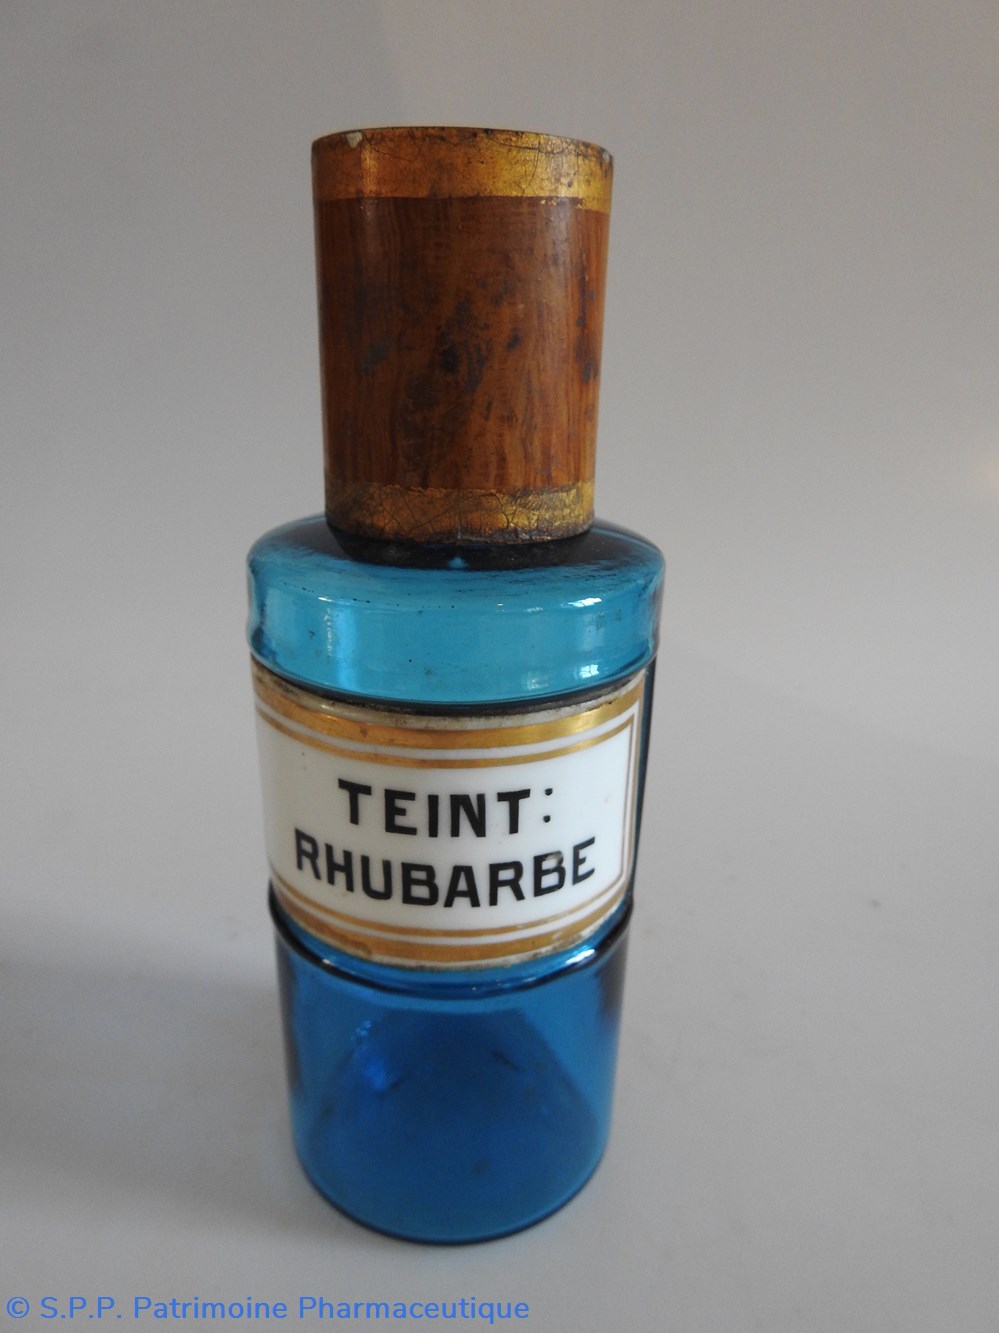 TEINT:
RHUBARBE
© S.P.P. Patrimoine Pharmaceutique